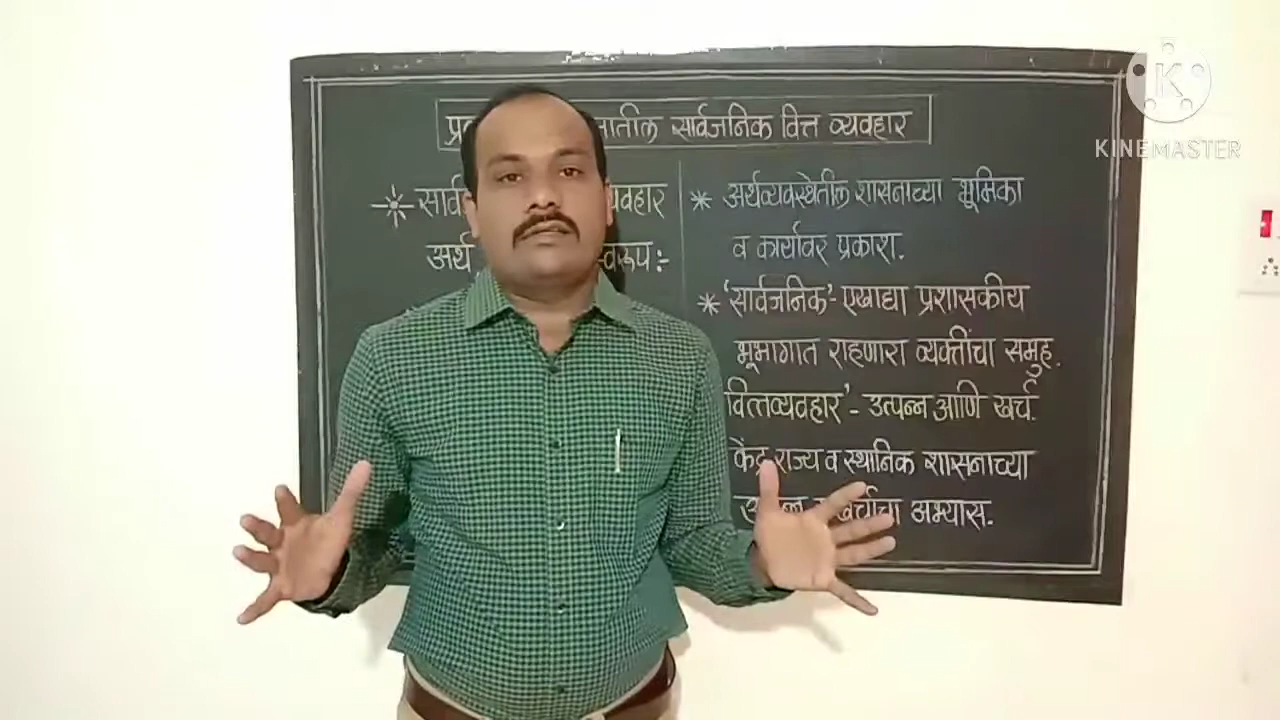 सार्वजनिक वित्त व्यवहार
अर्थ स्वरूप :-
* अर्थव्यवस्थेतील शासनाच्या भूमिका
व कार्यावर प्रकाश.
* 'सार्वजनिक'- एखाद्या प्रशासकीय
भूभागात राहणारा व्यक्तींचा समुह.
वित्तव्यवहार' - उत्पन्न आणि खर्च.
केंद्र राज्य व स्थानिक शासनाच्या
खर्चाचा अभ्यास.
K
KINEMASTER